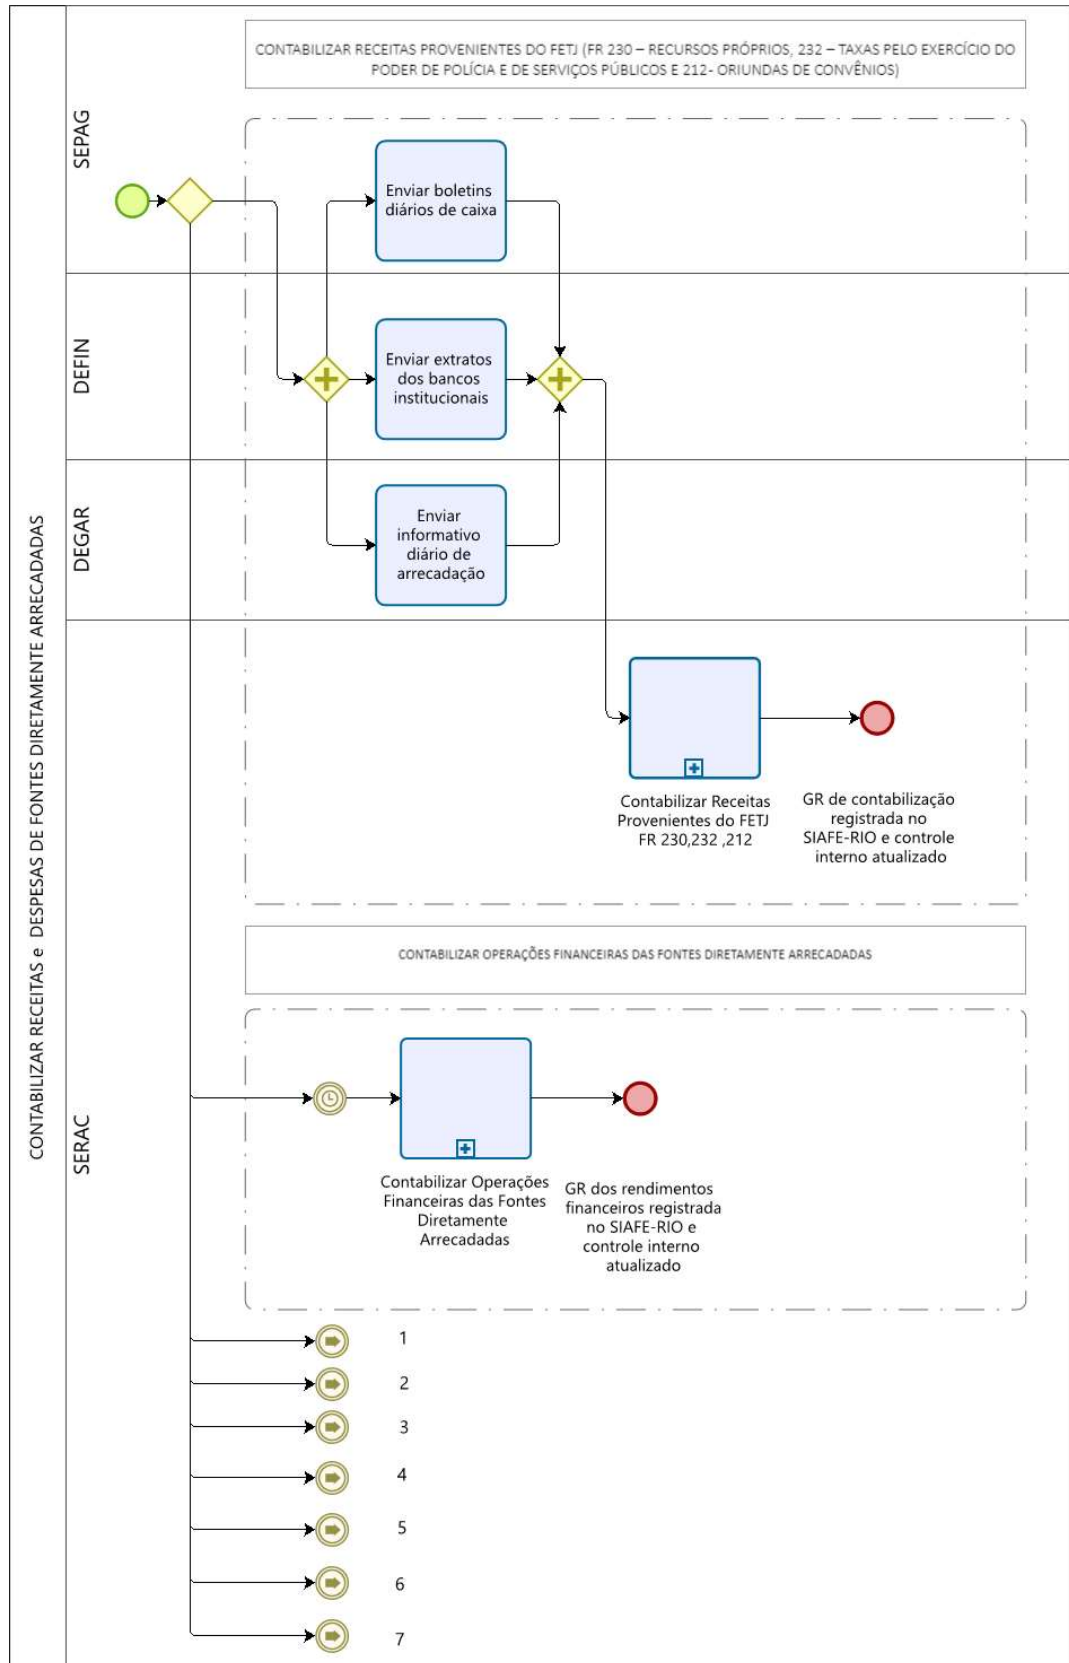 CONTABILIZAR RECEITAS e DESPESAS DE FONTES DIRETAMENTE ARRECADADAS
CONTABILIZAR RECEITAS PROVENIENTES DO FETJ (FR 230 – RECURSOS PRÓPRIOS, 232 – TAXAS PELO EXERCÍCIO DO
PODER DE POLÍCIA E DE SERVIÇOS PÚBLICOS E 212- ORIUNDAS DE CONVÊNIOS)
SEPAG
Enviar boletins
diários de caixa
DEFIN
Enviar extratos
dos bancos
institucionais
DEGAR
Enviar
informativo
diário de
arrecadação
SERAC
Contabilizar Receitas
Provenientes do FETJ
FR 230,232 ,212
GR de contabilização
registrada no
SIAFE-RIO e controle
interno atualizado
CONTABILIZAR OPERAÇÕES FINANCEIRAS DAS FONTES DIRETAMENTE ARRECADADAS
Contabilizar Operações
Financeiras das Fontes
Diretamente
Arrecadadas
GR dos rendimentos
financeiros registrada
no SIAFE-RIO e
controle interno
atualizado
1
2
3
4
5
6
7